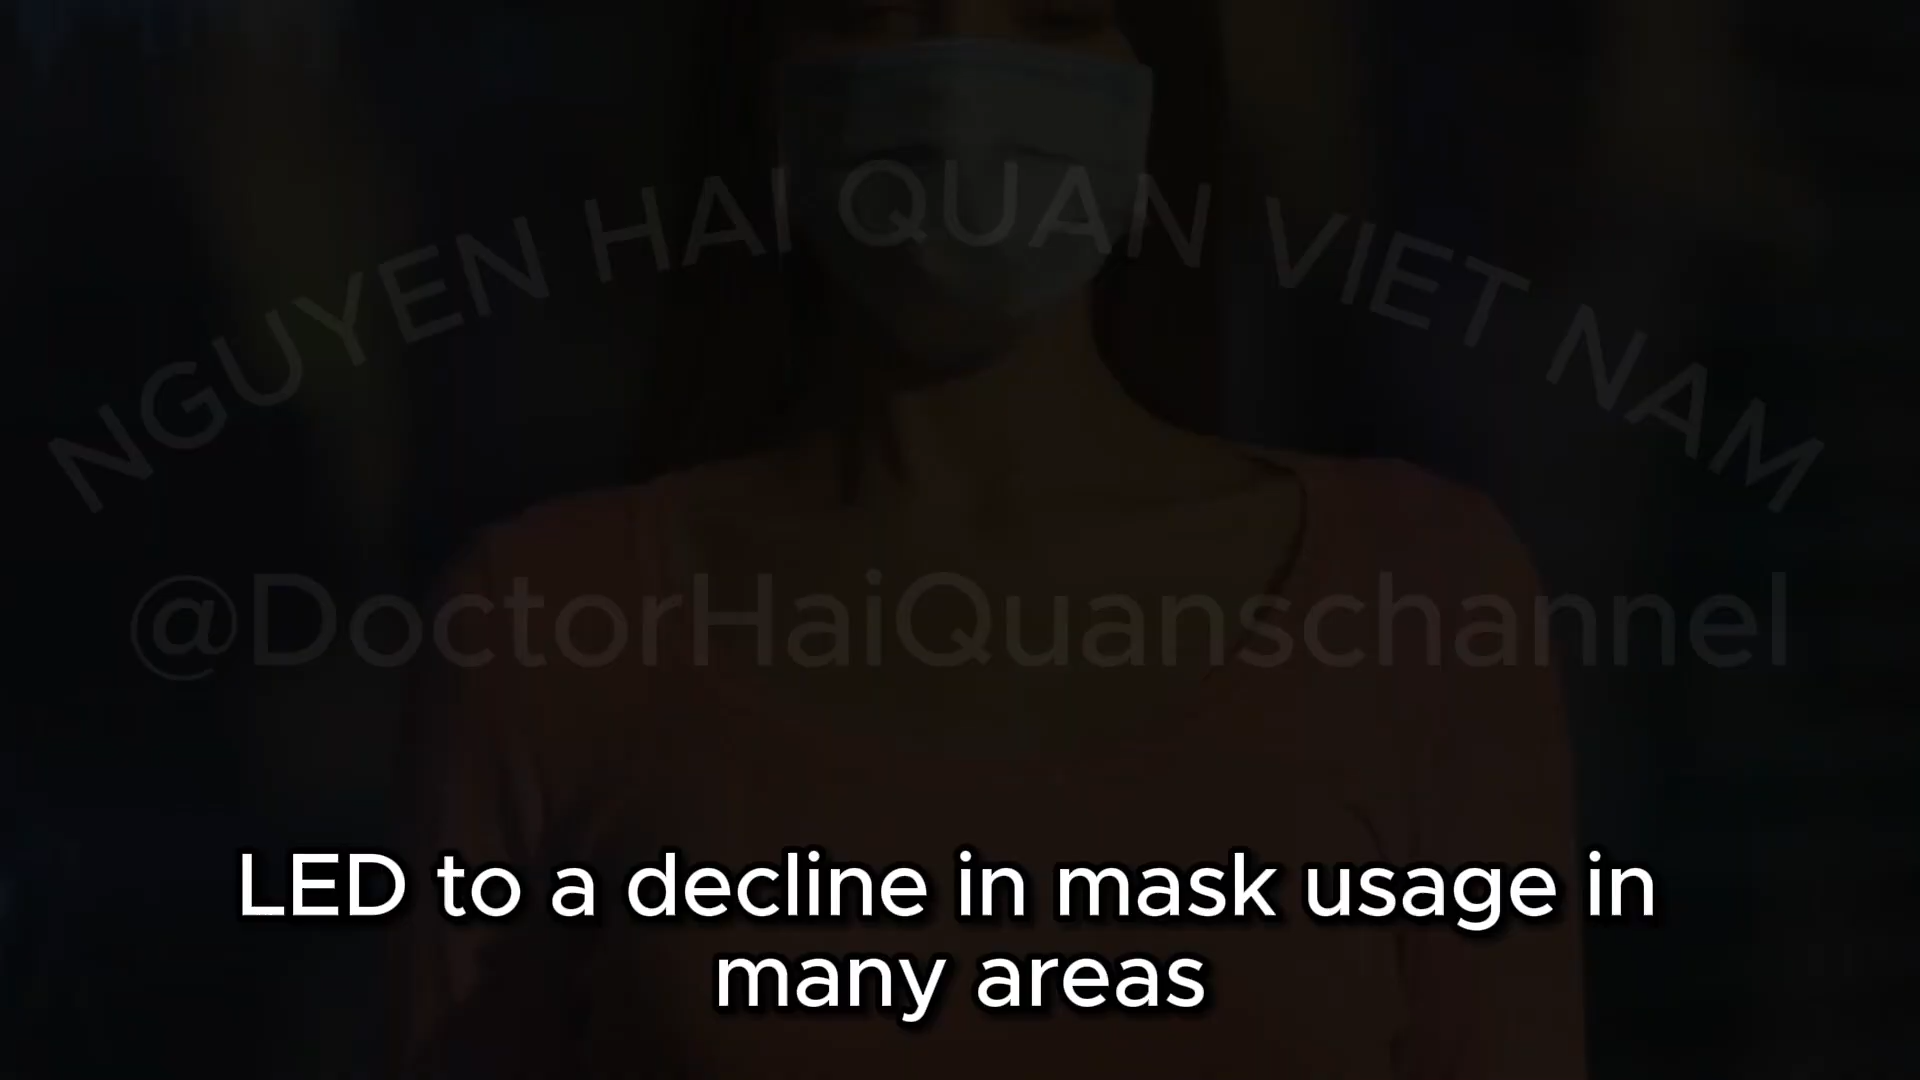 NGUYEN HAI QUAN VIET NAM
@DoctorHaiQuanschannel
LED to a decline in mask usage in
many areas